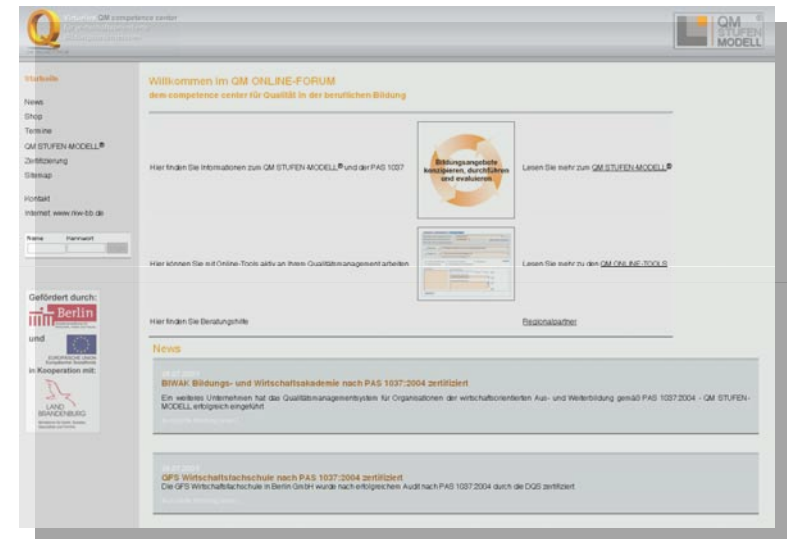 QM competence center
QM
STUFEN
MODELL
Startseite
News
Shop
Termine
QM STUFEN-MODELL®
Zertifizierung
Sitemap
Kontakt
Internet: www.mw-bb.de
Name Kennwort
Gefördert durch:
Berlin
und
EUROPÄISCHE UNION
Europäischer Sozialfonds
in Kooperation mit:
LAND
BRANDENBURG
Willkommen im QM ONLINE-FORUM
dem competence center für Qualität in der beruflichen Bildung
Hier finden Sie Informationen zum QM STUFEN-MODELL® und der PAS 1037
Bildungsangebote
konzipieren, durchführen
und evaluieren
Lesen Sie mehr zum QM STUFEN-MODELL®
Hier können Sie mit Online-Tools aktiv an Ihrem Qualitätsmanagement arbeiten
Lesen Sie mehr zu den QM ONLINE-TOOLS
Hier finden Sie Beratungshilfe
Regionalpartner
News
BIWAK Bildungs- und Wirtschaftsakademie nach PAS 1037:2004 zertifiziert
Ein weiteres Unternehmen hat das Qualitätsmanagementsystem für Organisationen der wirtschaftsorientierten Aus- und Weiterbildung gemäß PAS 1037:2004 - QM STUFEN-
MODELL erfolgreich eingeführt
GFS Wirtschaftsfachschule nach PAS 1037:2004 zertifiziert
Die GFS Wirtschaftsfachschule in Berlin GmbH wurde nach erfolgreichem Audit nach PAS 1037:2004 durch die DQS zertifiziert